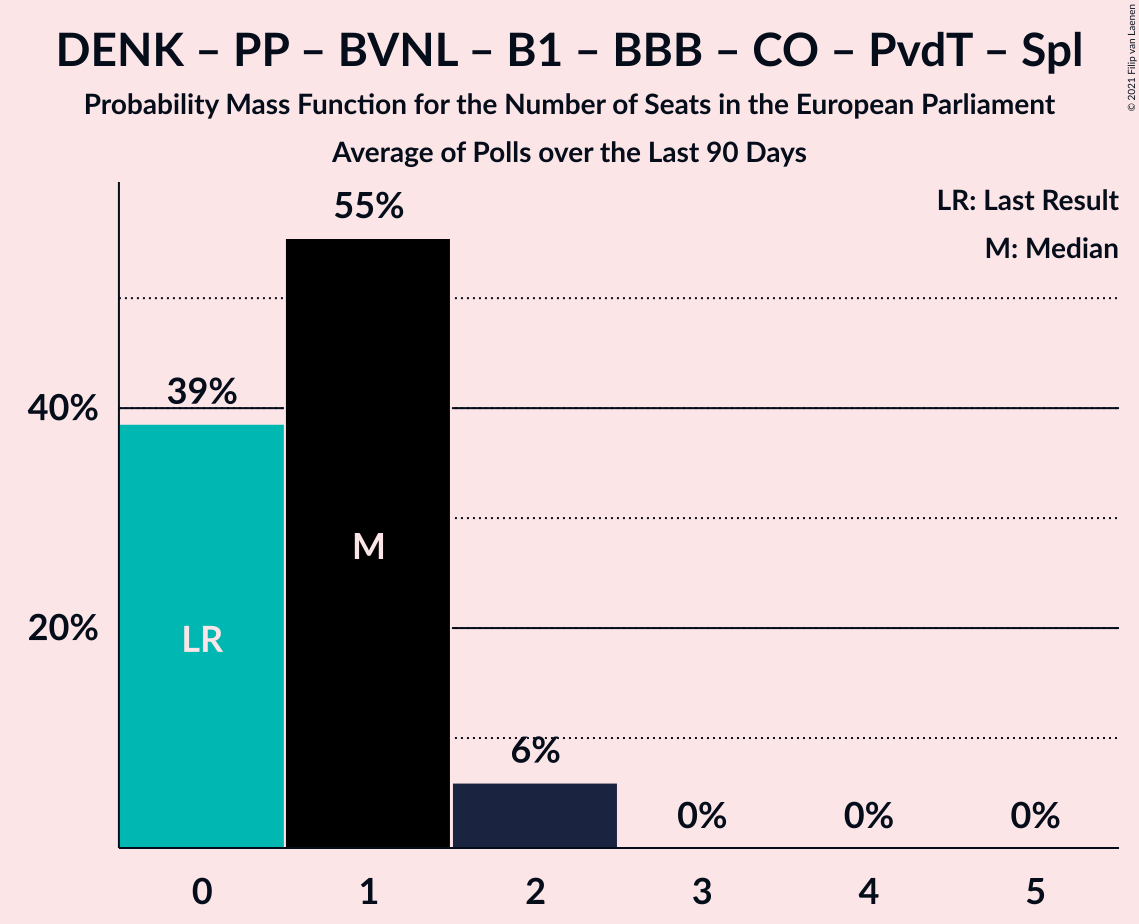 DENK – PP – BVNL – B1 – BBB – CO – PvdT – Spl
Probability Mass Function for the Number of Seats in the European Parliament
Average of Polls over the Last 90 Days
© 2021 Filip van Laenen
LR: Last Result
M: Median
55%
39%
40%
M
20%
LR
6%
0%
0%
0%
0
1
2
3
4
5